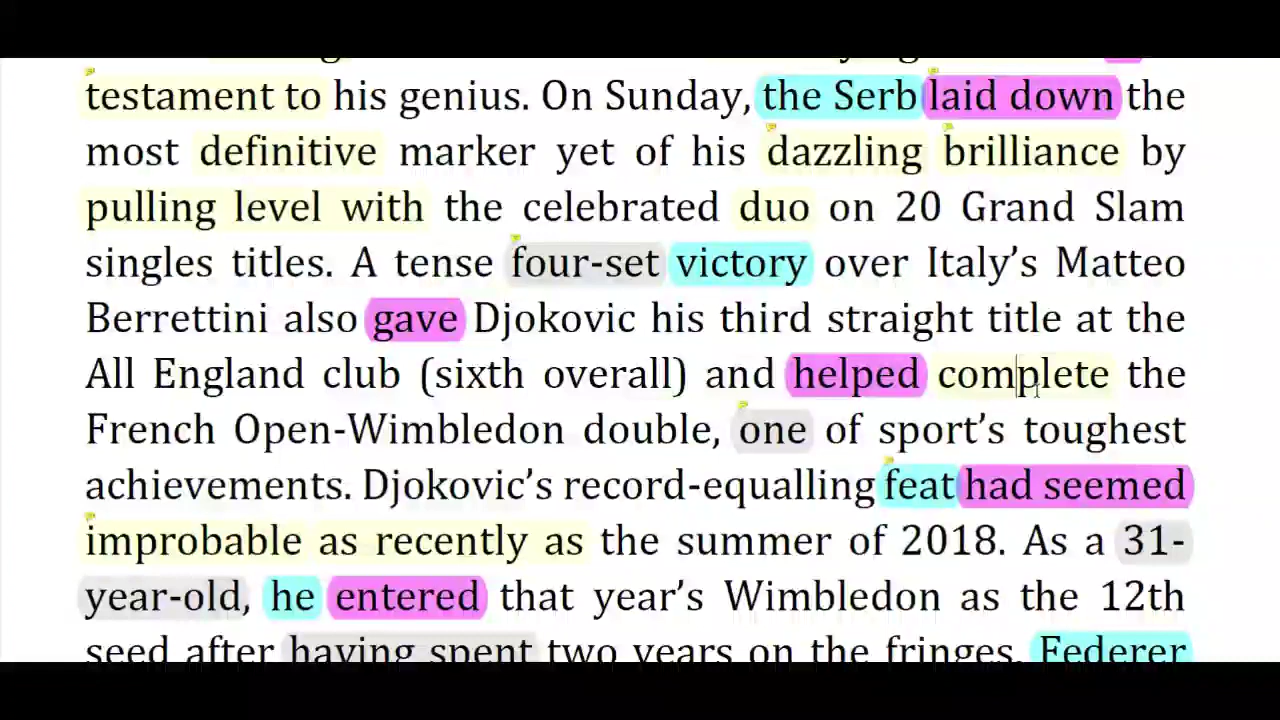 testament to his genius. On Sunday, the Serb laid down the
most definitive marker yet of his dazzling brilliance by
pulling level with the celebrated duo on 20 Grand Slam
singles titles. A tense four-set victory over Italy’s Matteo
Berrettini also gave Djokovic his third straight title at the
All England club (sixth overall) and helped complete the
French Open-Wimbledon double, one of sport’s toughest
achievements. Djokovic’s record-equalling feat had seemed
improbable as recently as the summer of 2018. As a 31-
year-old, he entered that year’s Wimbledon as the 12th
seed after having spent two years on the fringes. Federer